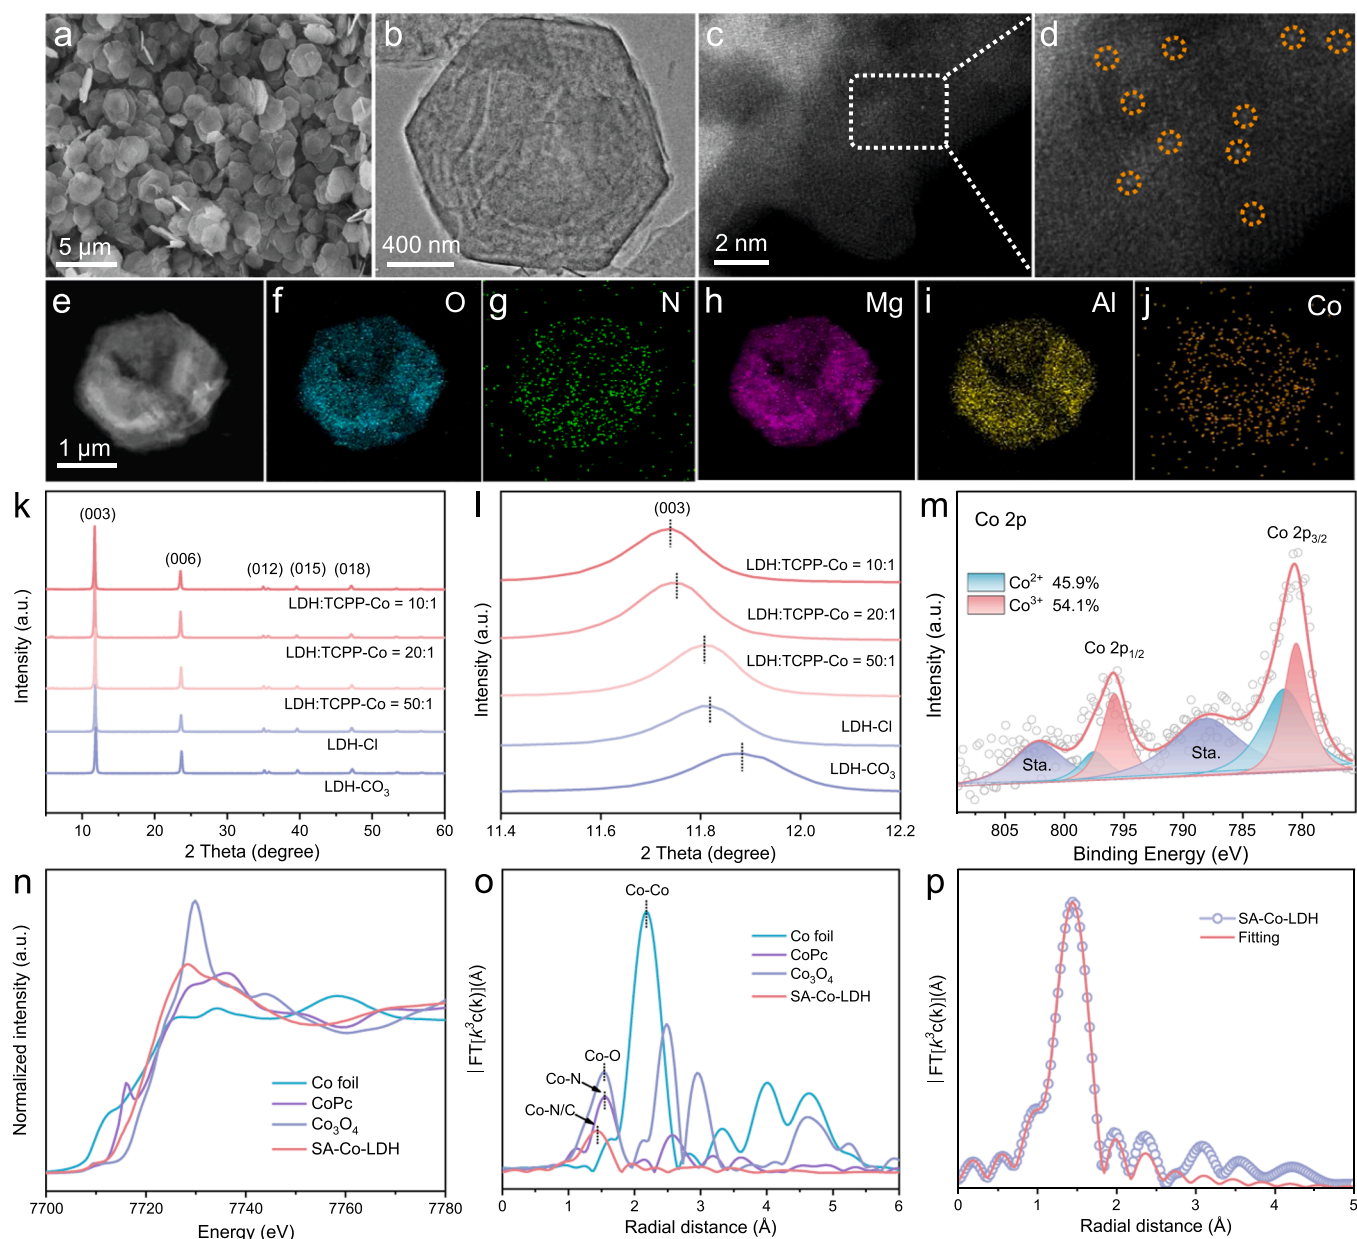 a
5 μm
b
400 nm
c
2 nm
d
e
1 μm
f
O
g
N
h
Mg
i
Al
j
Co
k
(003)
(006)
(012)
(015)
(018)
LDH:TCPP-Co = 10:1
LDH:TCPP-Co = 20:1
LDH:TCPP-Co = 50:1
LDH-Cl
LDH-CO₃
Intensity (a.u.)
10 20 30 40 50 60
2 Theta (degree)
l
(003)
LDH:TCPP-Co = 10:1
LDH:TCPP-Co = 20:1
LDH:TCPP-Co = 50:1
LDH-Cl
LDH-CO₃
Intensity (a.u.)
11.4 11.6 11.8 12.0 12.2
2 Theta (degree)
m
Co 2p
Co 2p₃/₂
Co²⁺ 45.9%
Co³⁺ 54.1%
Co 2p₁/₂
Sta.
Sta.
Intensity (a.u.)
805 800 795 790 785 780
Binding Energy (eV)
n
Co foil
CoPc
Co₃O₄
SA-Co-LDH
Normalized intensity (a.u.)
7700 7720 7740 7760 7780
Energy (eV)
o
Co-Co
Co foil
CoPc
Co₃O₄
SA-Co-LDH
Co-O
Co-N
Co-N/C
|FT[k³c(k)](Å)
0 1 2 3 4 5 6
Radial distance (Å)
p
SA-Co-LDH
Fitting
|FT[k³c(k)](Å)
0 1 2 3 4 5
Radial distance (Å)